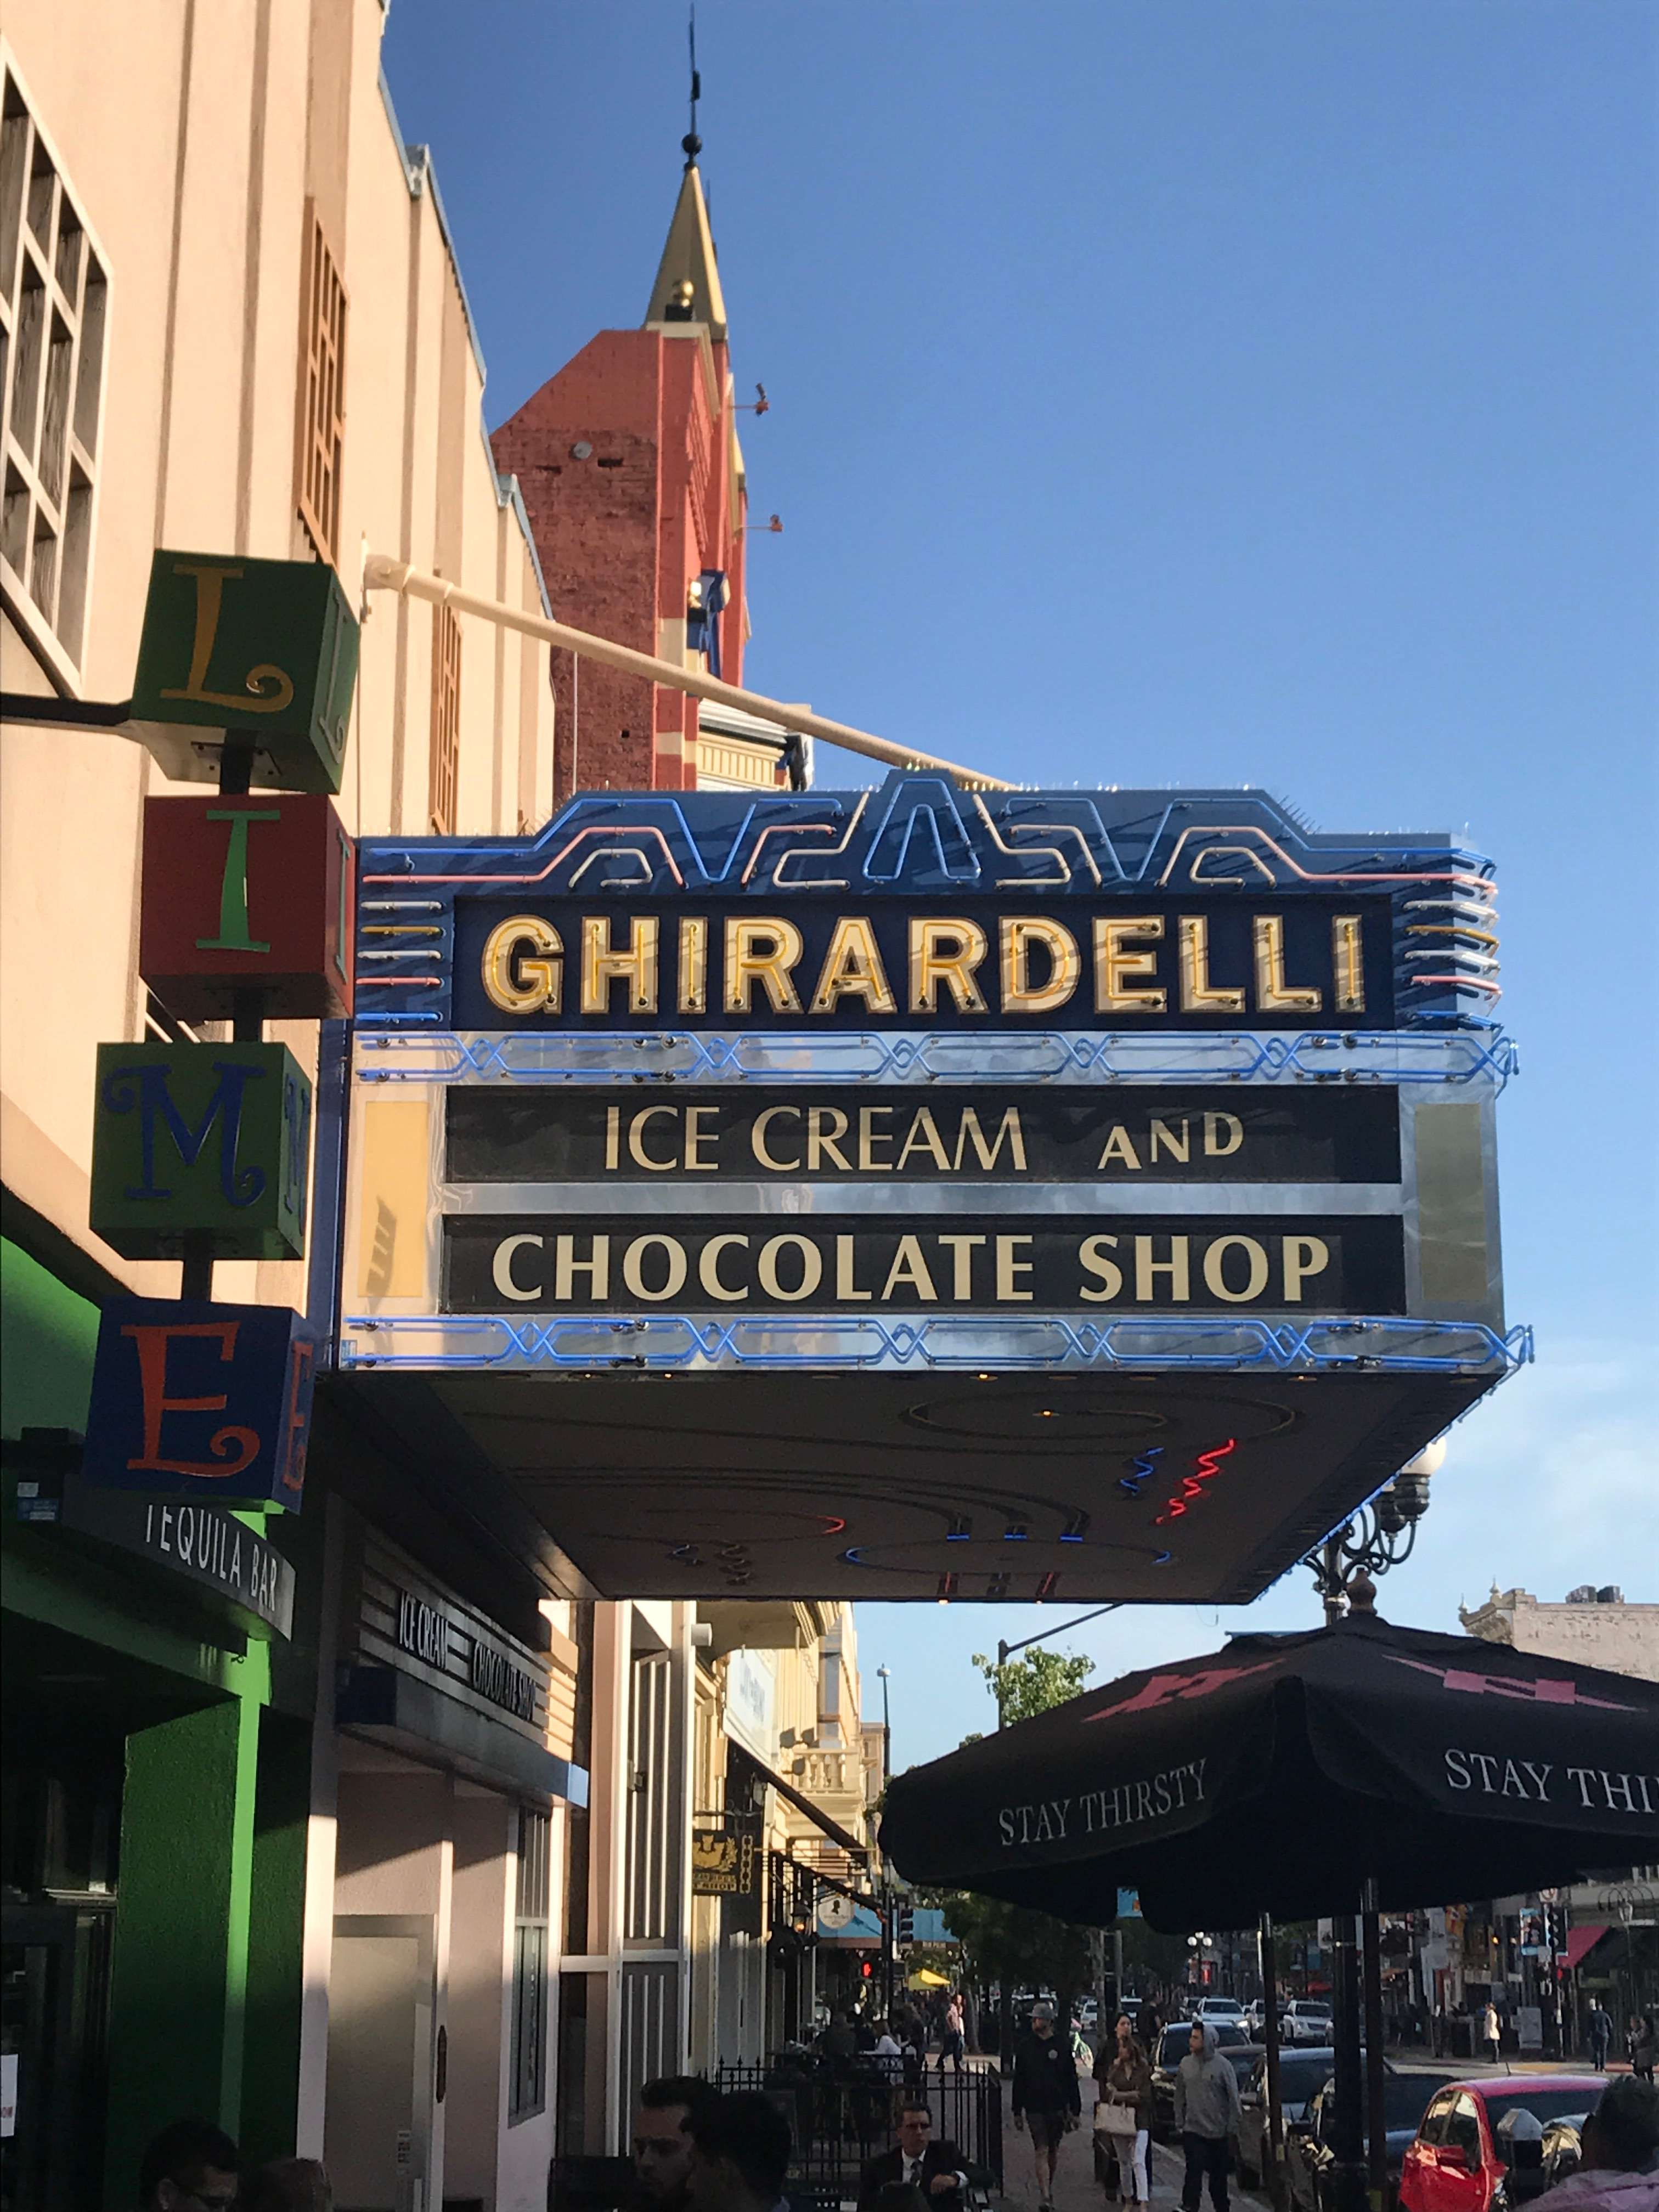 L
I
M
E
GHIRARDELLI
ICE CREAM AND
CHOCOLATE SHOP
TEQUILA BAR
ICE CREAM
CHOCOLATE SHOP
STAY THIRSTY
STAY THI